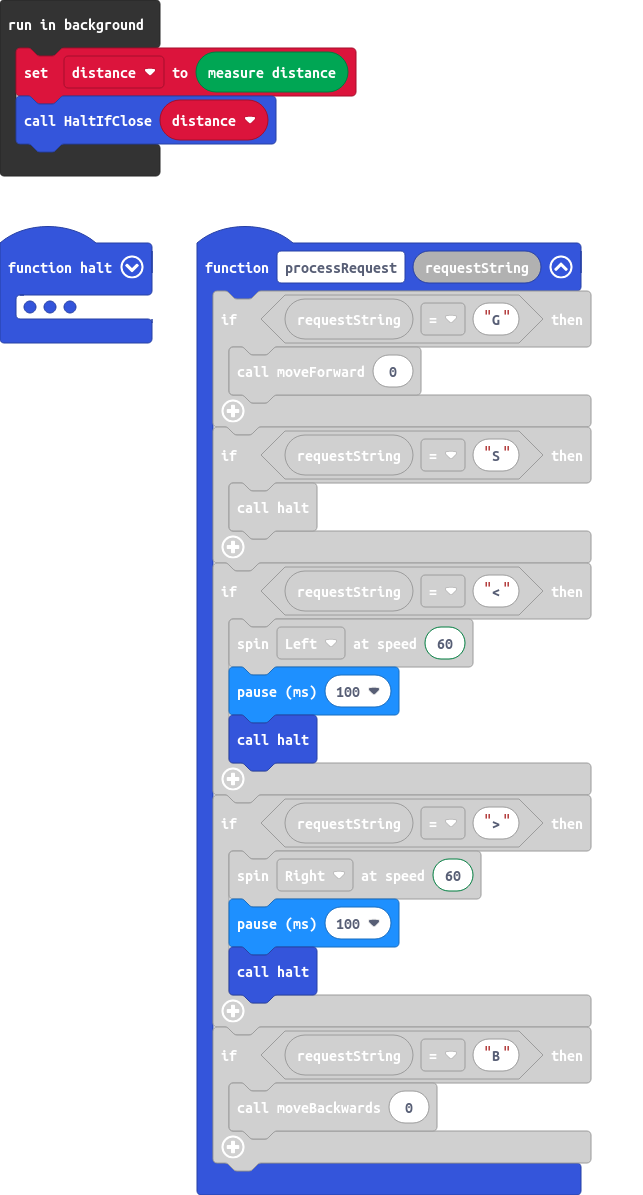 run in background
set distance to measure distance
call HaltIfClose distance
function halt
function processRequest requestString
if requestString = "G" then
call moveForward 0
if requestString = "S" then
call halt
if requestString = "<" then
spin Left at speed 60
pause (ms) 100
call halt
if requestString = ">" then
spin Right at speed 60
pause (ms) 100
call halt
if requestString = "B" then
call moveBackwards 0